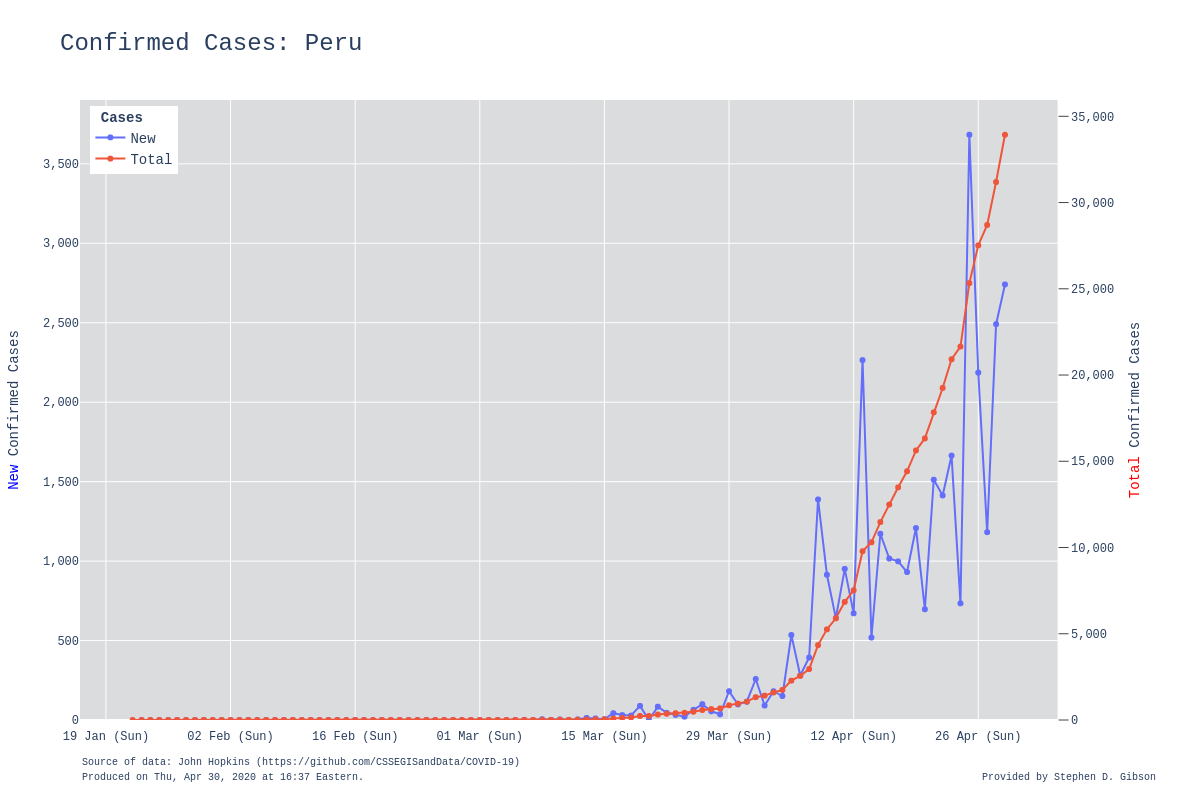 Confirmed Cases: Peru
Cases
New
Total
3,500
3,000
2,500
2,000
1,500
1,000
500
0
New Confirmed Cases
35,000
30,000
25,000
20,000
15,000
10,000
5,000
0
Total Confirmed Cases
19 Jan (Sun) 02 Feb (Sun) 16 Feb (Sun) 01 Mar (Sun) 15 Mar (Sun) 29 Mar (Sun) 12 Apr (Sun) 26 Apr (Sun)
Source of data: John Hopkins (https://github.com/CSSEGISandData/COVID-19)
Produced on Thu, Apr 30, 2020 at 16:37 Eastern.
Provided by Stephen D. Gibson